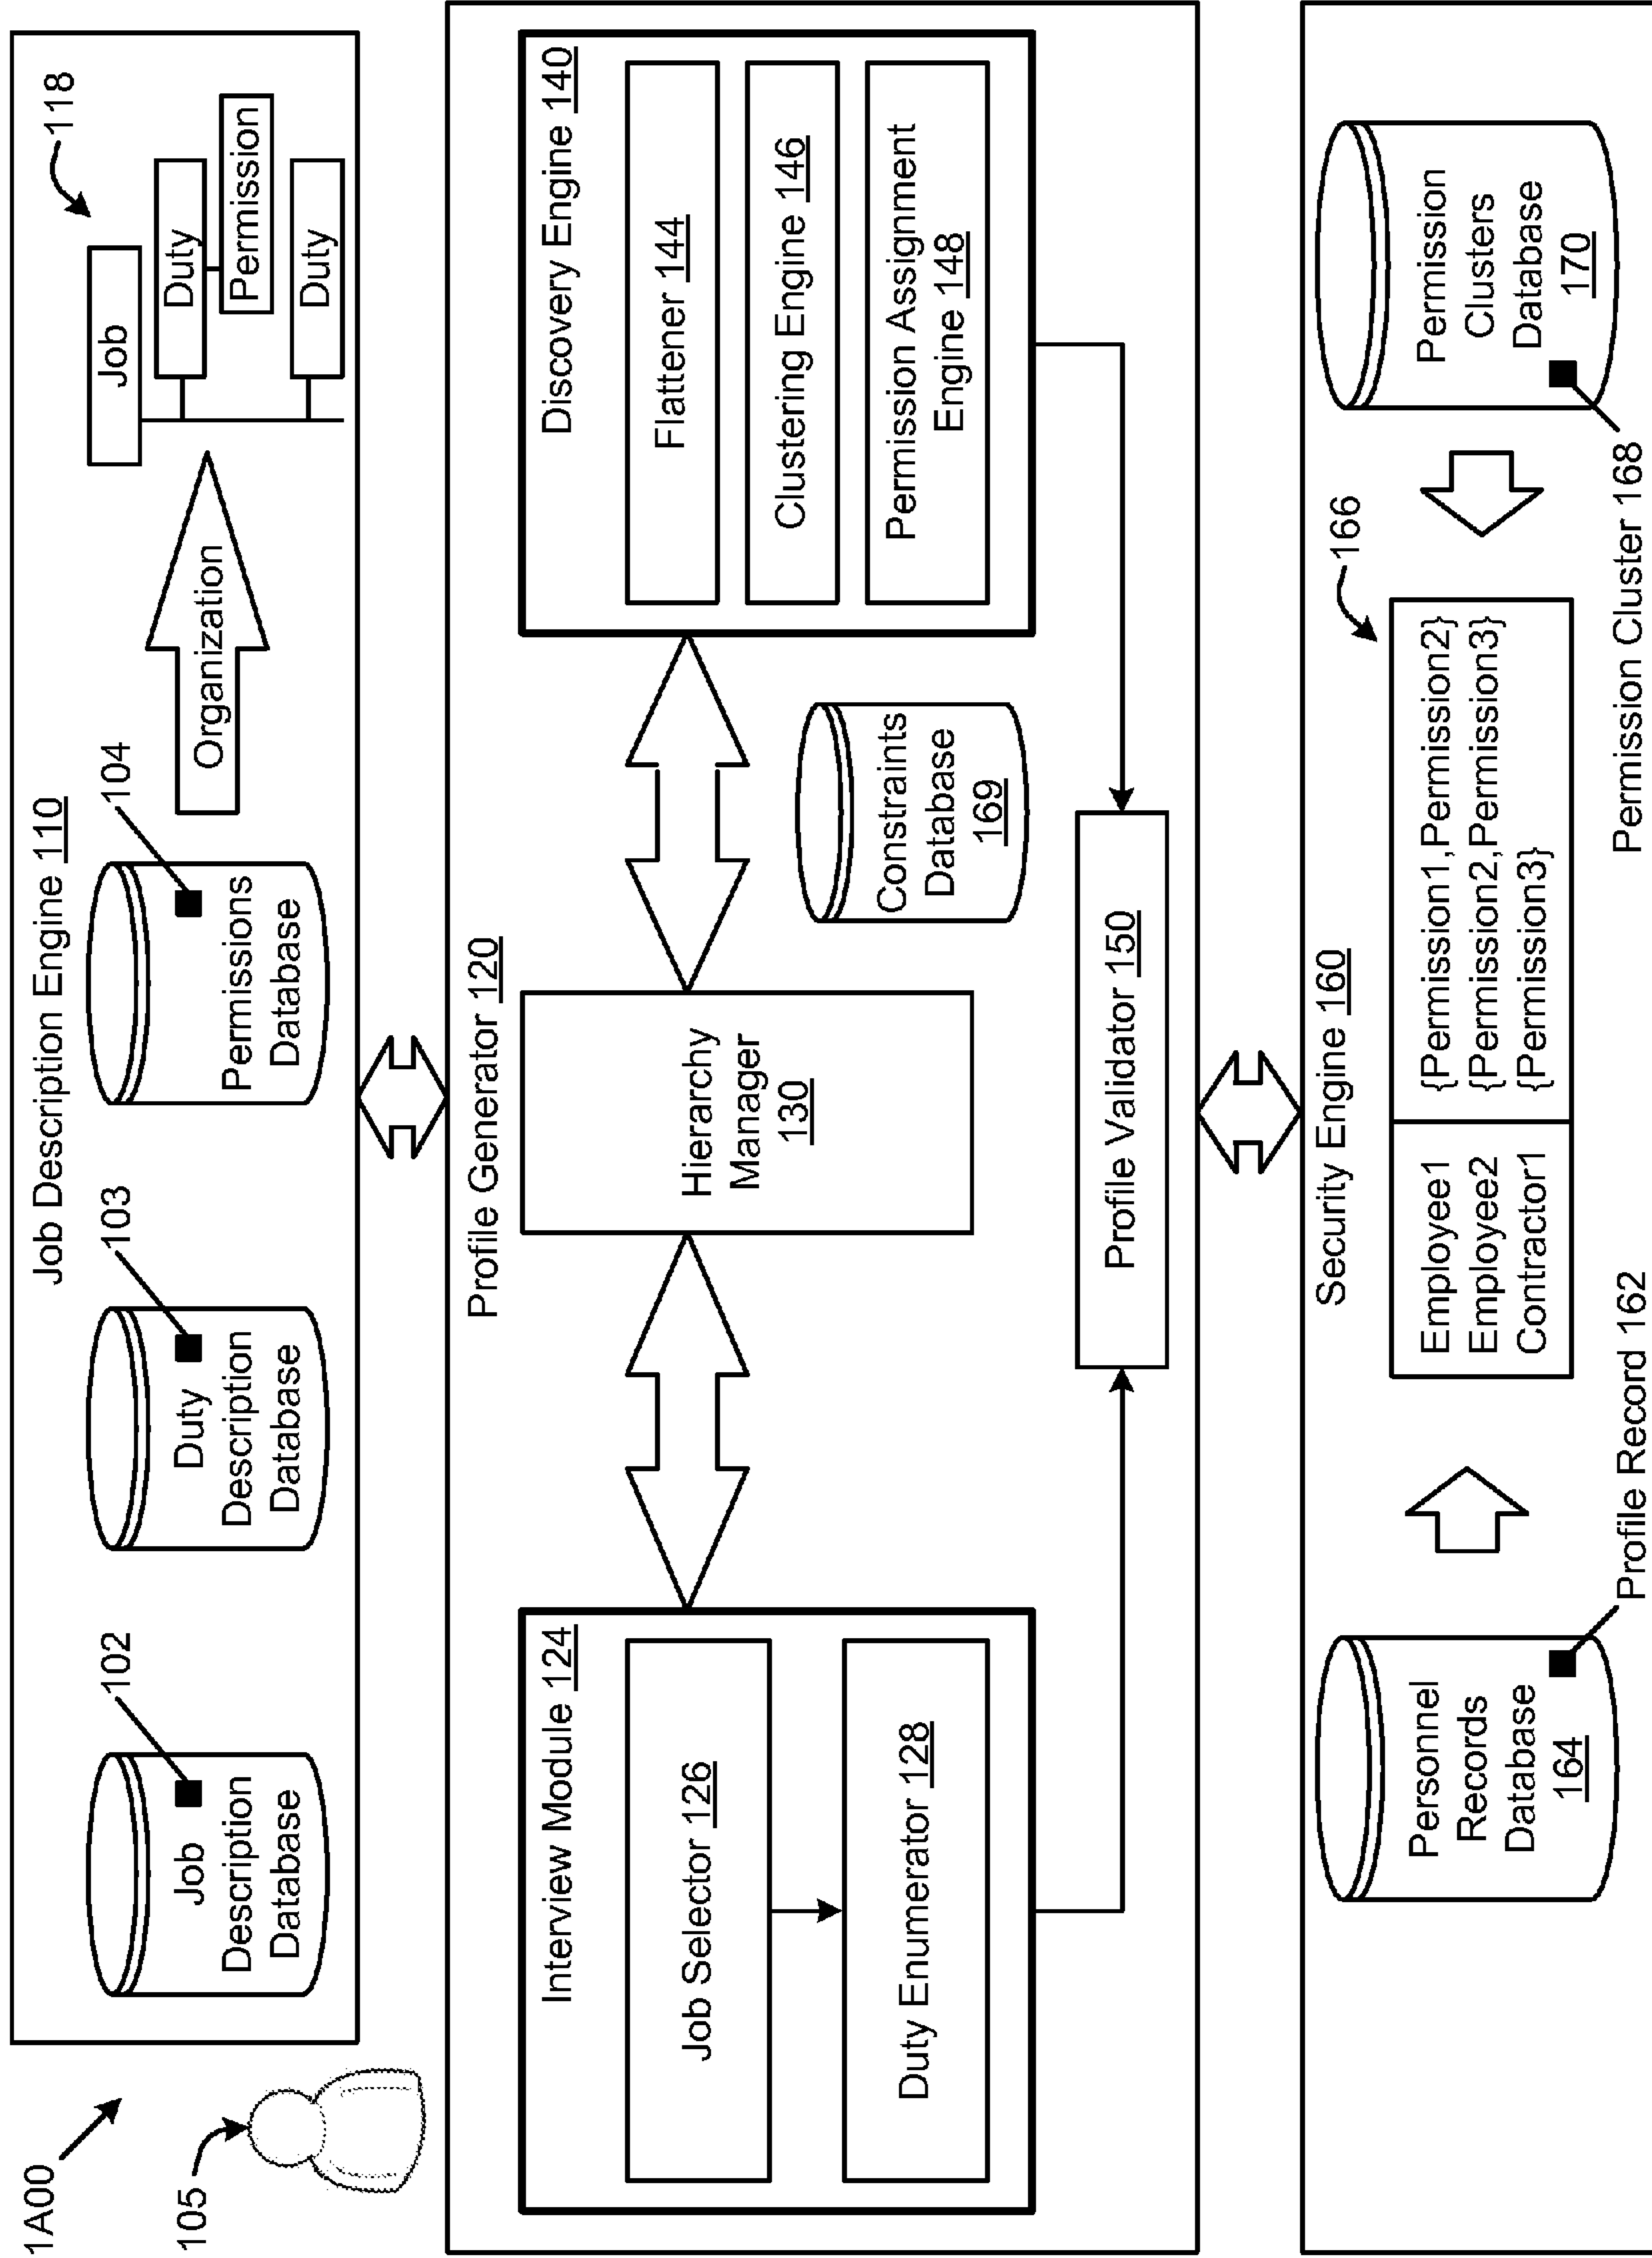 1A00
105
Job Description Engine 110
102
Job
Description
Database
103
Duty
Description
Database
104
Permissions
Database
Organization
118
Job
Duty
Permission
Duty
Profile Generator 120
Interview Module 124
Job Selector 126
Duty Enumerator 128
Hierarchy
Manager
130
Discovery Engine 140
Flattener 144
Clustering Engine 146
Permission Assignment
Engine 148
Constraints
Database
169
Profile Validator 150
Security Engine 160
Personnel
Records
Database
164
Profile Record 162
166
Employee1 {Permission1,Permission2}
Employee2 {Permission2,Permission3}
Contractor1 {Permission3}
Permission
Clusters
Database
170
Permission Cluster 168